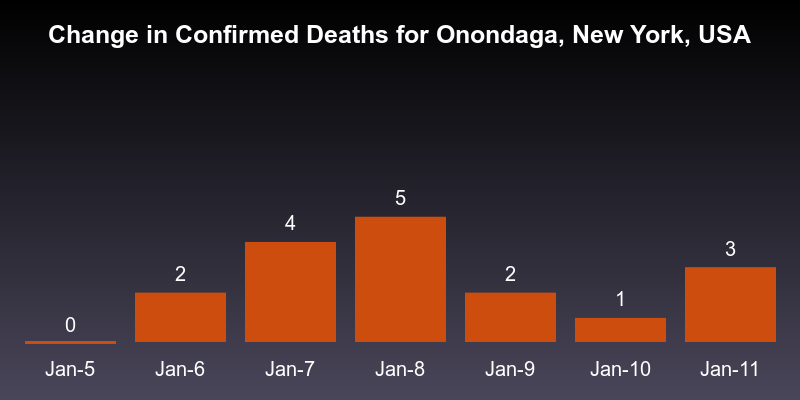 Change in Confirmed Deaths for Onondaga, New York, USA
0
2
4
5
2
1
3
Jan-5
Jan-6
Jan-7
Jan-8
Jan-9
Jan-10
Jan-11